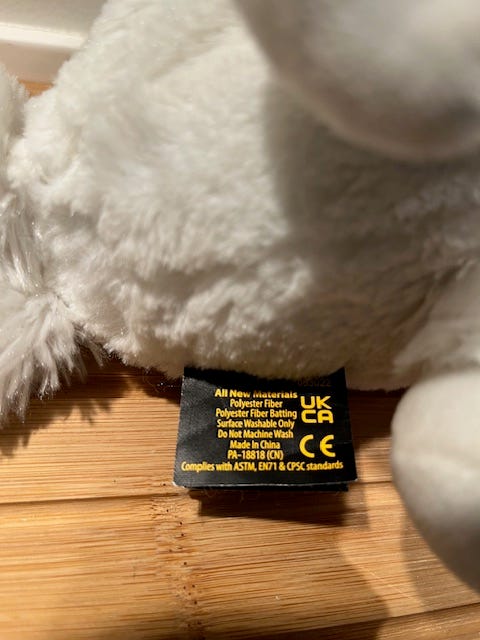 All New Materials
Polyester Fiber
Polyester Fiber Batting
Surface Washable Only
Do Not Machine Wash
Made In China
PA-18818 (CN)
Complies with ASTM, EN71 & CPSC standards
UK
CA
CE